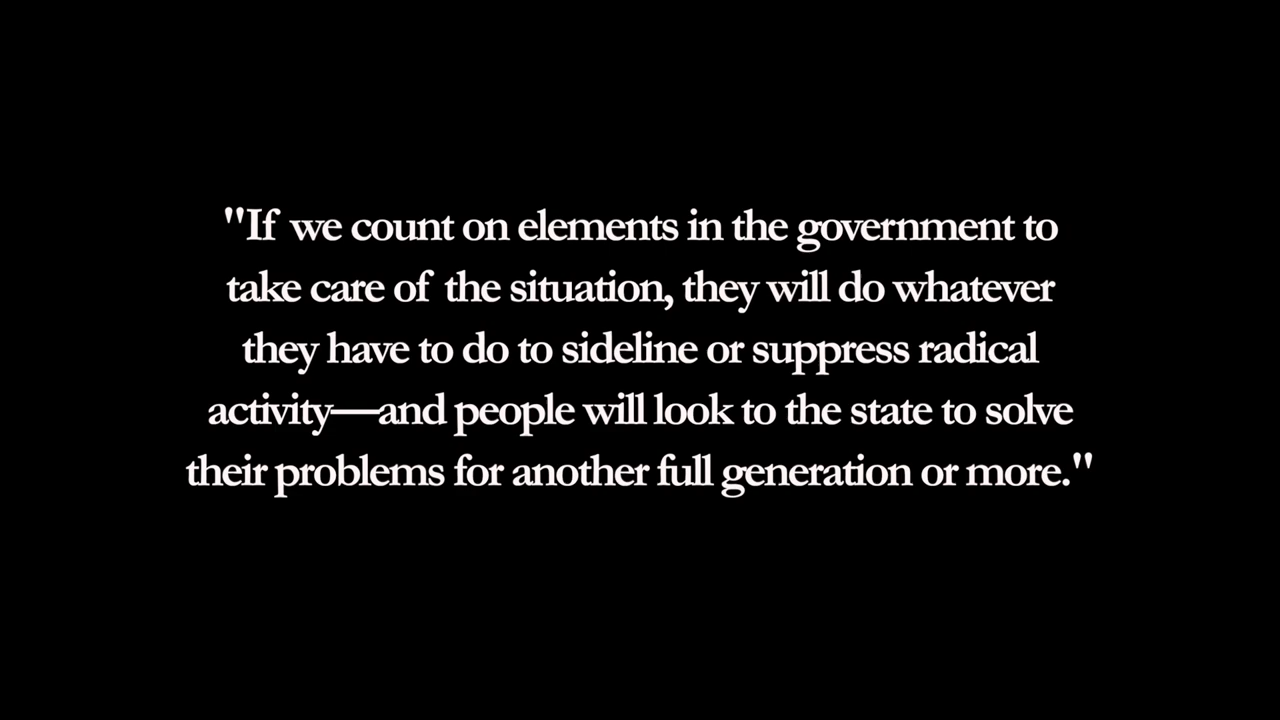 "If we count on elements in the government to
take care of the situation, they will do whatever
they have to do to sideline or suppress radical
activity—and people will look to the state to solve
their problems for another full generation or more."